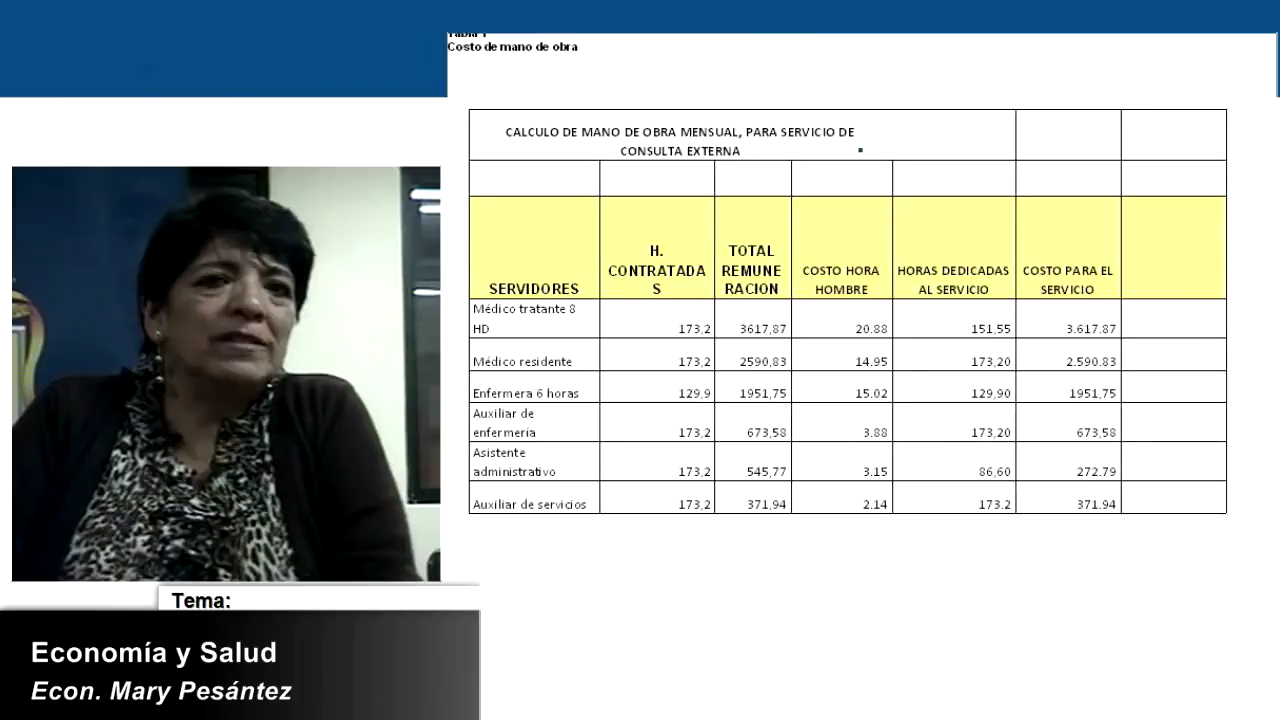 Tabla 1
Costo de mano de obra
CALCULO DE MANO DE OBRA MENSUAL, PARA SERVICIO DE
CONSULTA EXTERNA
SERVIDORES
H.
CONTRATADA
S
TOTAL
REMUNE
RACION
COSTO HORA
HOMBRE
HORAS DEDICADAS
AL SERVICIO
COSTO PARA EL
SERVICIO
Médico tratante 8
HD 173,2 3617,87 20.88 151,55 3.617.87
Médico residente 173,2 2590,83 14.95 173,20 2.590.83
Enfermera 6 horas 129,9 1951,75 15.02 129,90 1951,75
Auxiliar de
enfermería 173,2 673,58 3.88 173,20 673,58
Asistente
administrativo 173,2 545,77 3.15 86,60 272.79
Auxiliar de servicios 173,2 371,94 2.14 173.2 371.94
Tema:
Economía y Salud
Econ. Mary Pesántez